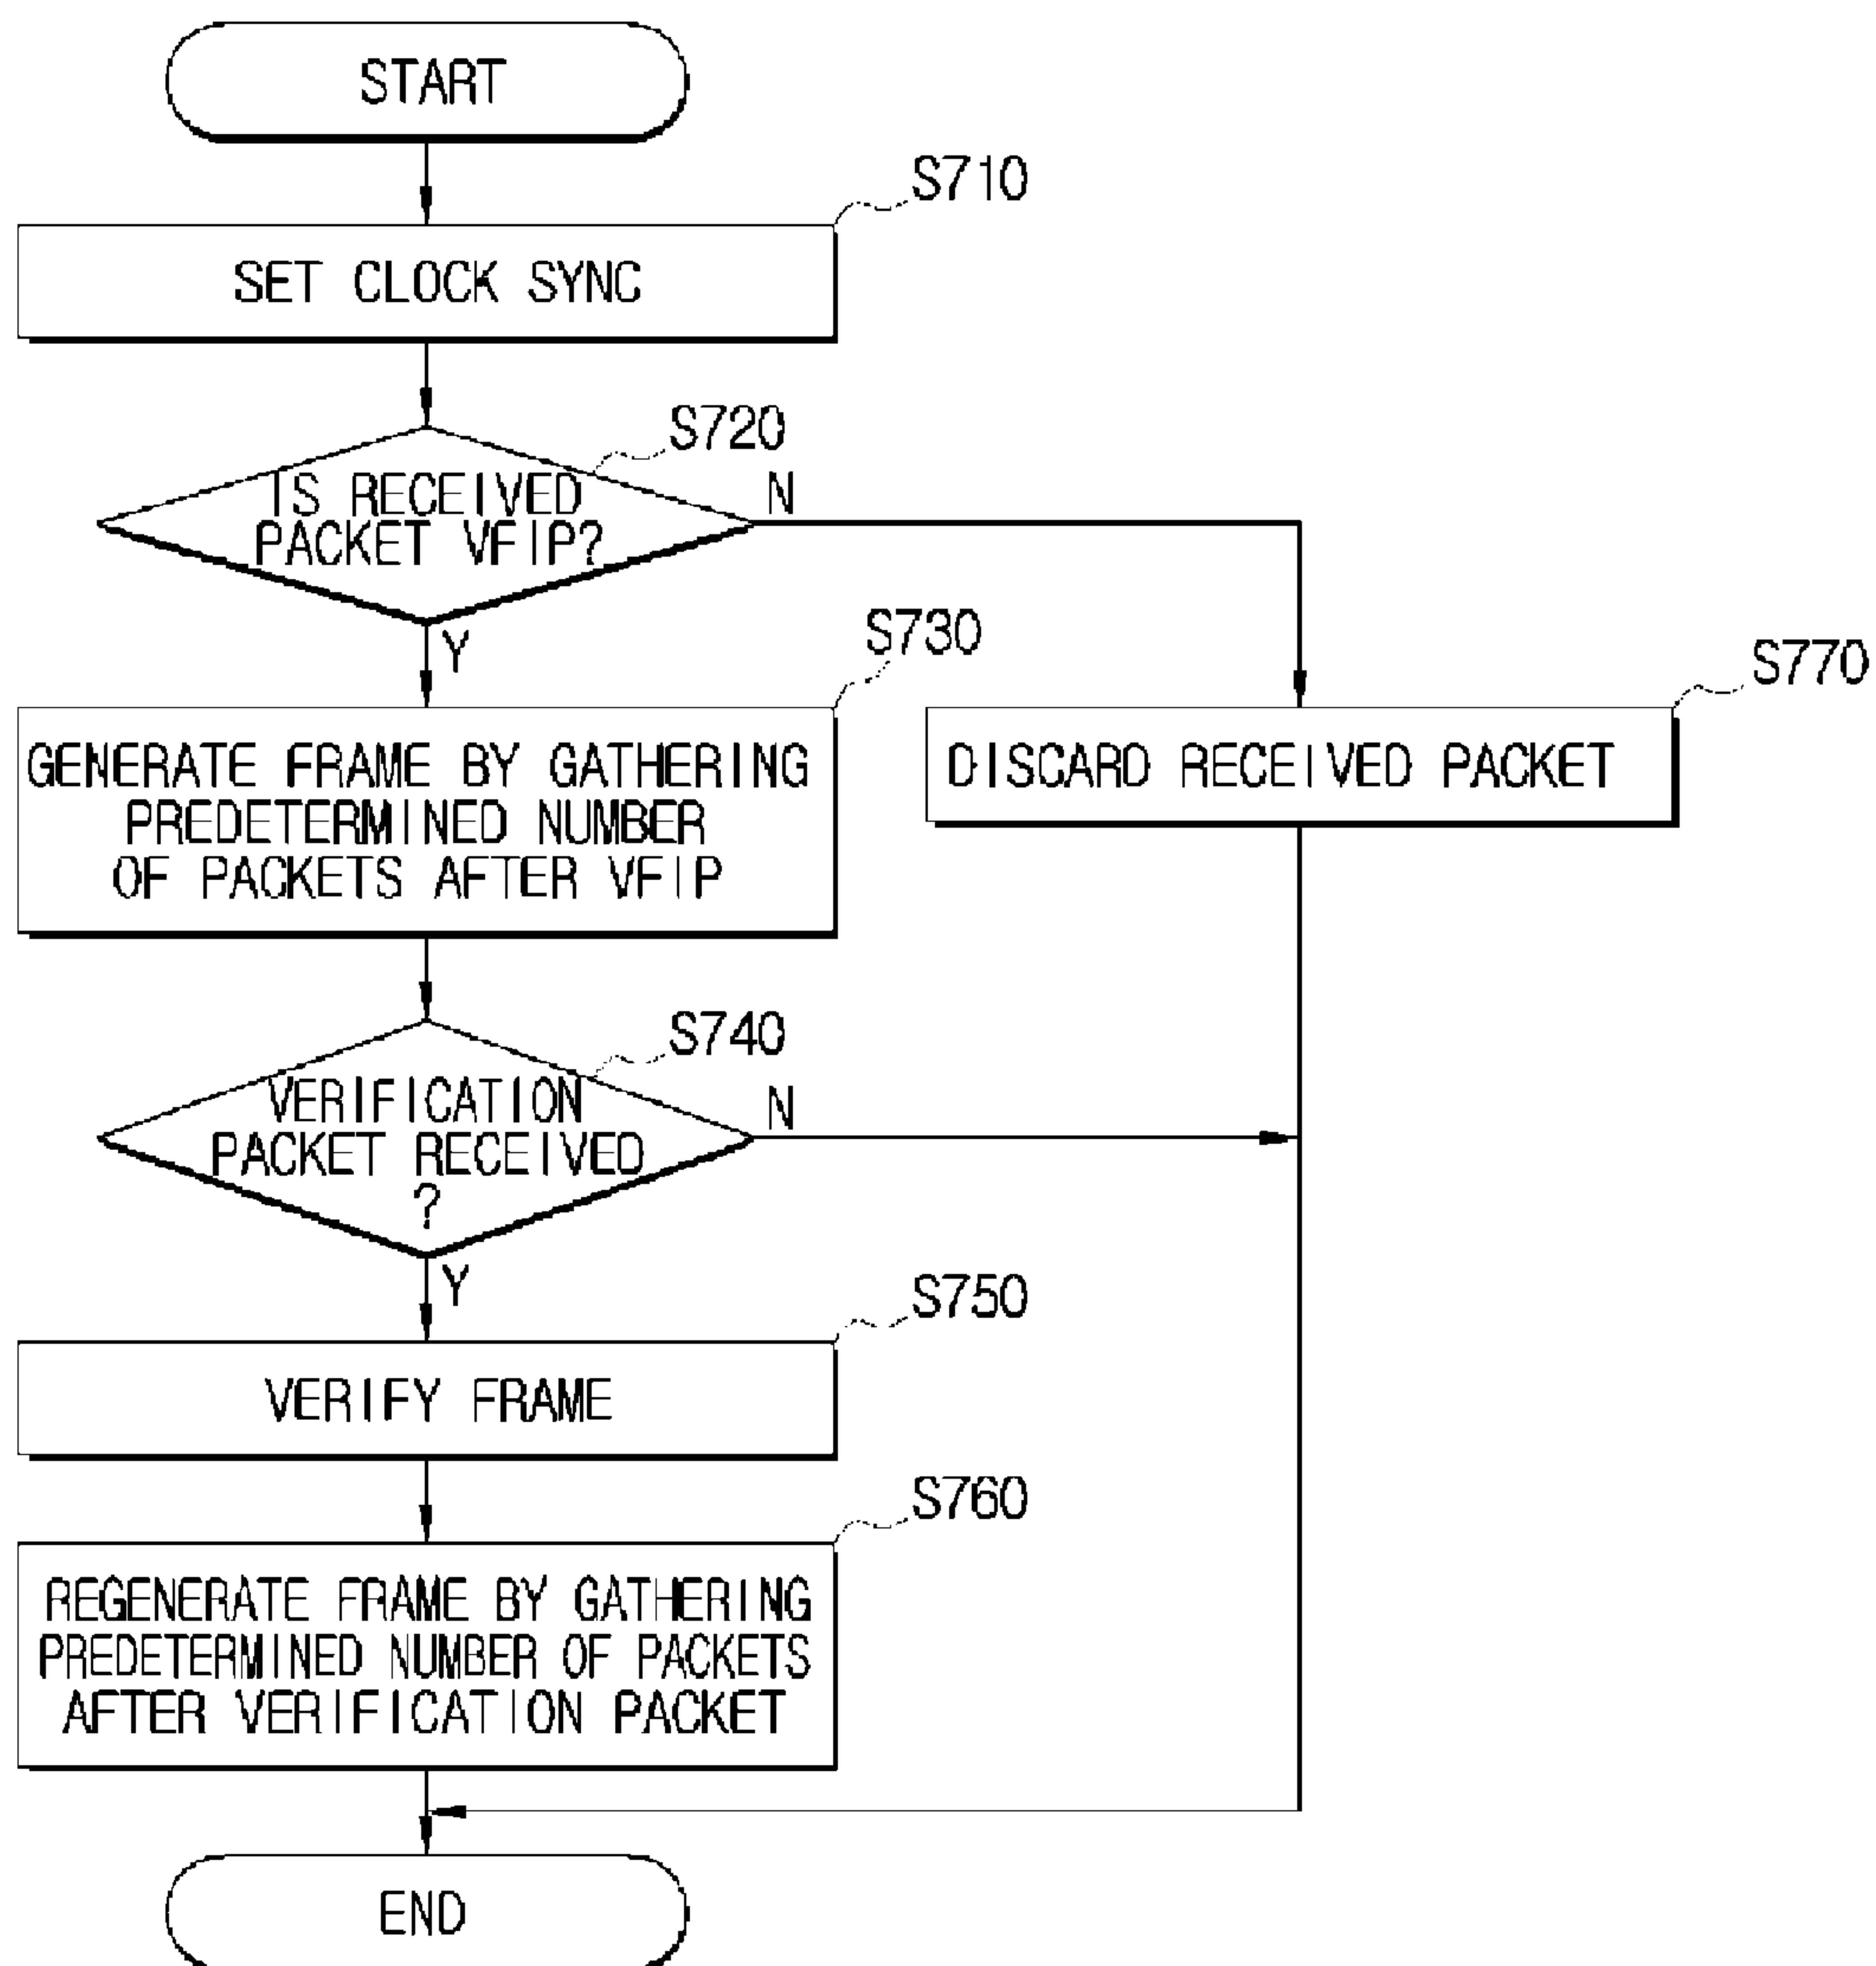 START
S710
SET CLOCK SYNC
S720
IS RECEIVED
PACKET VFIP?
N
Y
S730
GENERATE FRAME BY GATHERING
PREDETERMINED NUMBER
OF PACKETS AFTER VFIP
S770
DISCARD RECEIVED PACKET
S740
VERIFICATION
PACKET RECEIVED
?
N
Y
S750
VERIFY FRAME
S760
REGENERATE FRAME BY GATHERING
PREDETERMINED NUMBER OF PACKETS
AFTER VERIFICATION PACKET
END